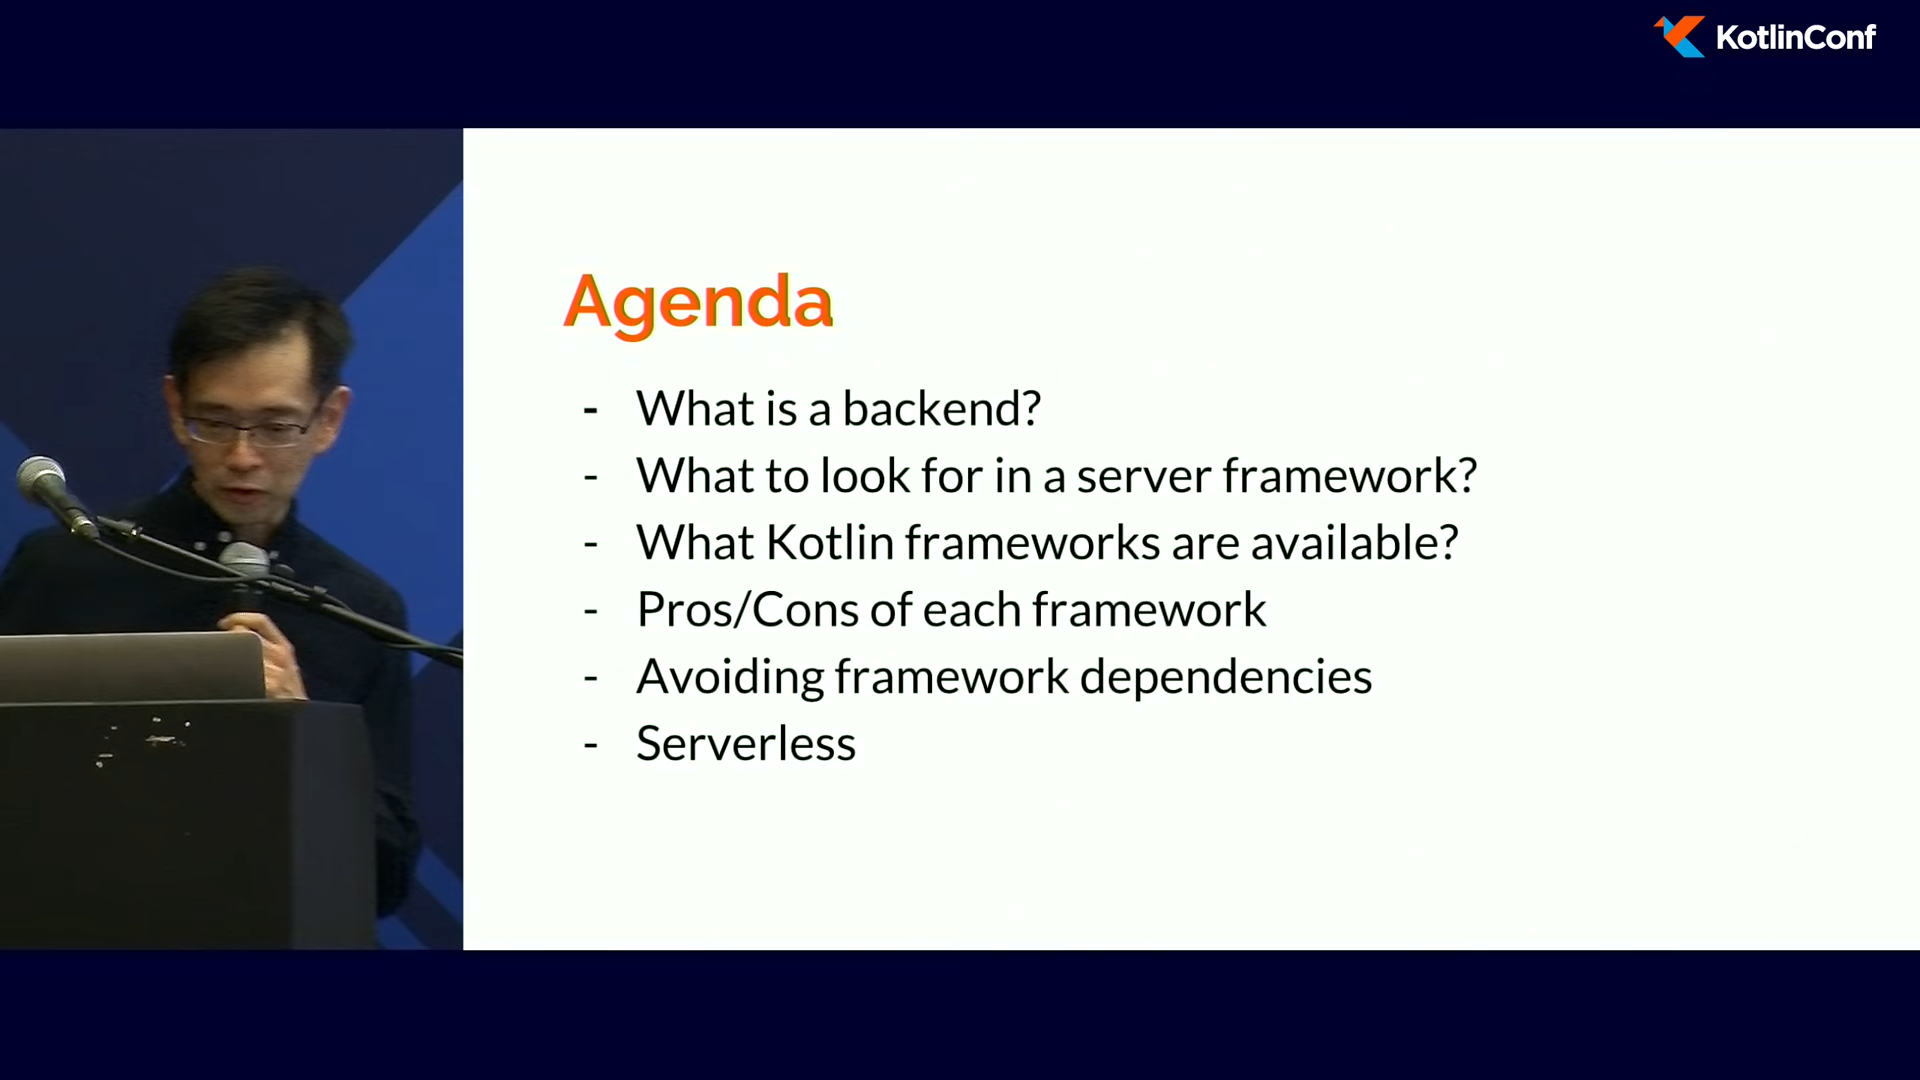 KotlinConf
Agenda
- What is a backend?
- What to look for in a server framework?
- What Kotlin frameworks are available?
- Pros/Cons of each framework
- Avoiding framework dependencies
- Serverless